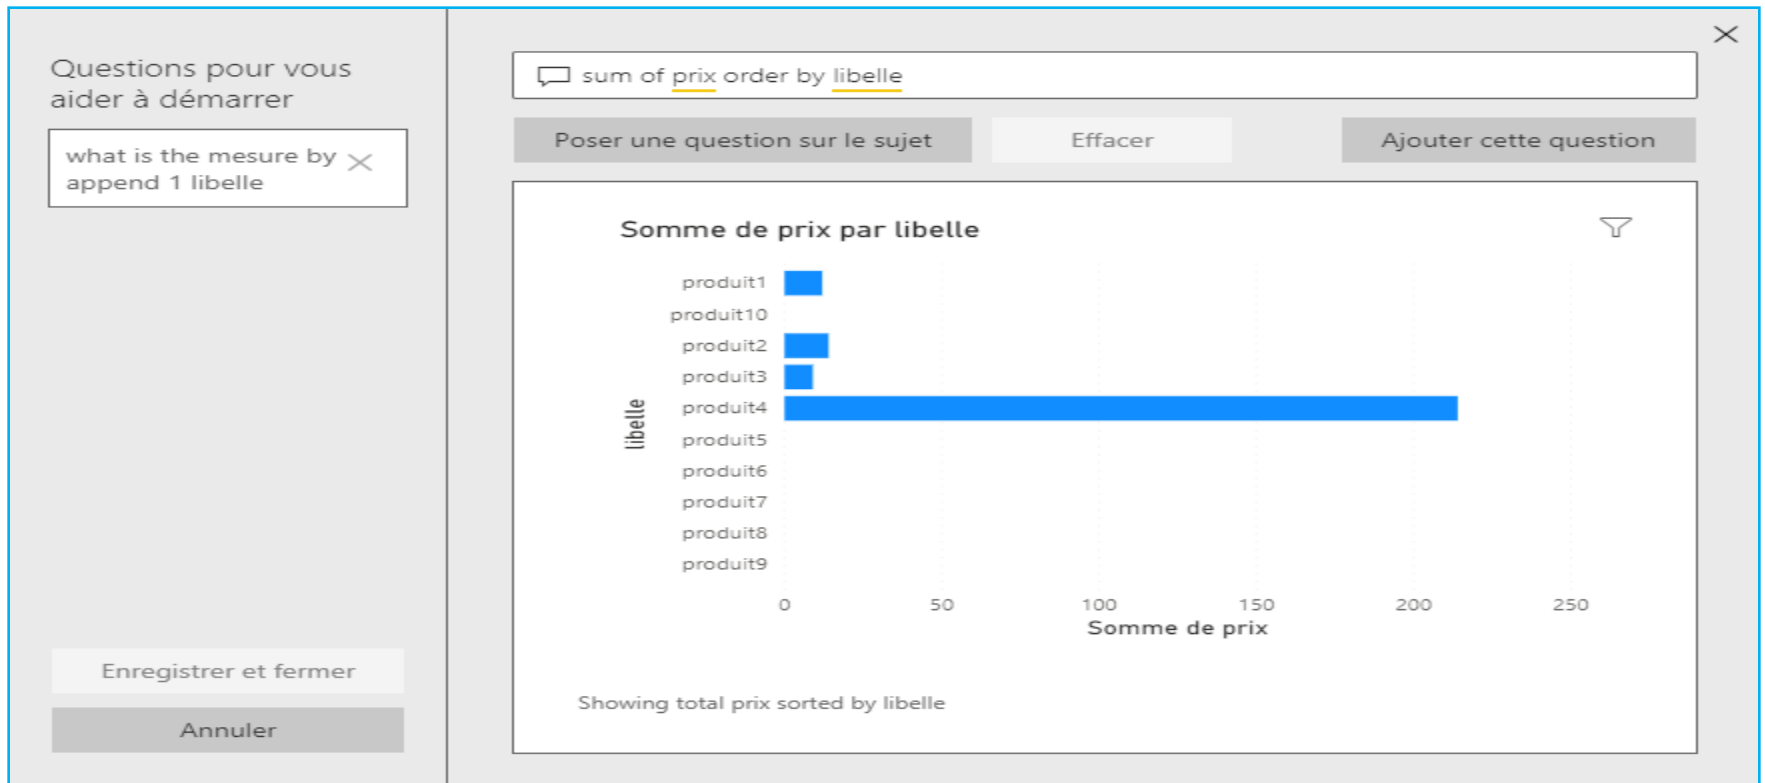 Questions pour vous
aider à démarrer
what is the mesure by
append 1 libelle
Enregistrer et fermer
Annuler
sum of prix order by libelle
Poser une question sur le sujet
Effacer
Ajouter cette question
Somme de prix par libelle
libelle
produit1
produit10
produit2
produit3
produit4
produit5
produit6
produit7
produit8
produit9
0 50 100 150 200 250
Somme de prix
Showing total prix sorted by libelle